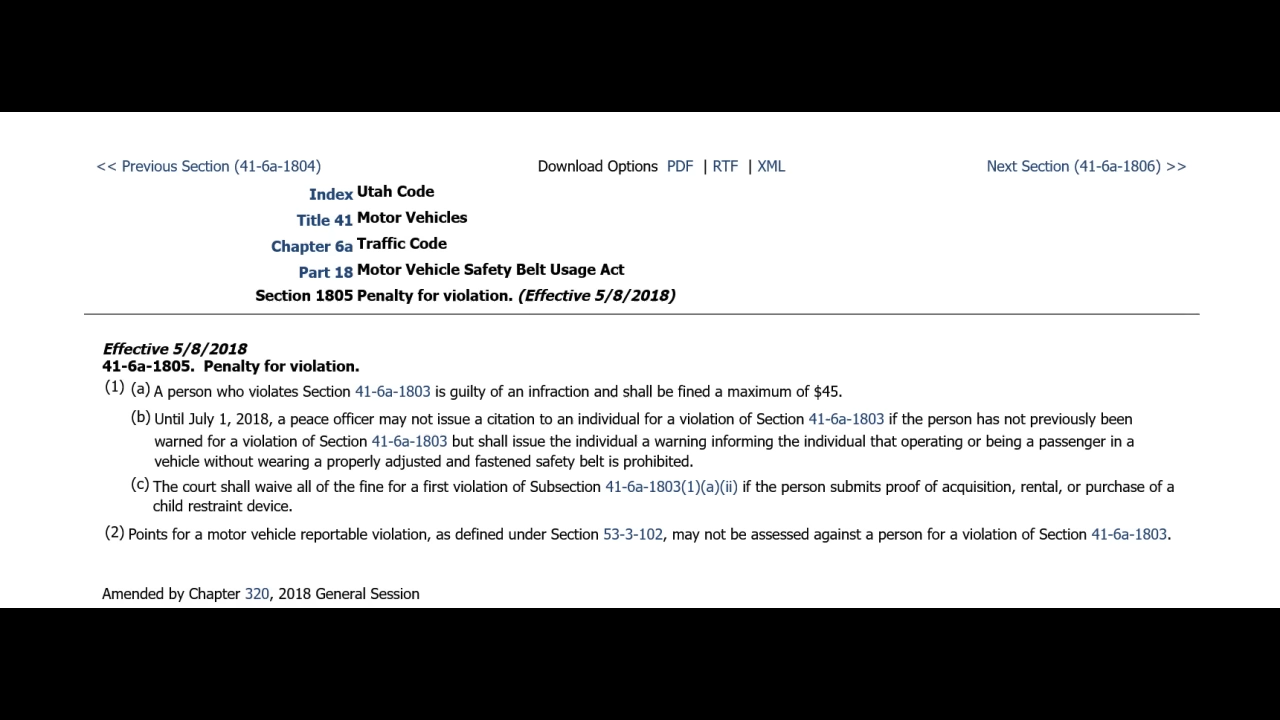 << Previous Section (41-6a-1804) Download Options PDF | RTF | XML Next Section (41-6a-1806) >>
Index Utah Code
Title 41 Motor Vehicles
Chapter 6a Traffic Code
Part 18 Motor Vehicle Safety Belt Usage Act
Section 1805 Penalty for violation. (Effective 5/8/2018)
Effective 5/8/2018
41-6a-1805. Penalty for violation.
(1) (a) A person who violates Section 41-6a-1803 is guilty of an infraction and shall be fined a maximum of $45.
(b) Until July 1, 2018, a peace officer may not issue a citation to an individual for a violation of Section 41-6a-1803 if the person has not previously been
warned for a violation of Section 41-6a-1803 but shall issue the individual a warning informing the individual that operating or being a passenger in a
vehicle without wearing a properly adjusted and fastened safety belt is prohibited.
(c) The court shall waive all of the fine for a first violation of Subsection 41-6a-1803(1)(a)(ii) if the person submits proof of acquisition, rental, or purchase of a
child restraint device.
(2) Points for a motor vehicle reportable violation, as defined under Section 53-3-102, may not be assessed against a person for a violation of Section 41-6a-1803.
Amended by Chapter 320, 2018 General Session